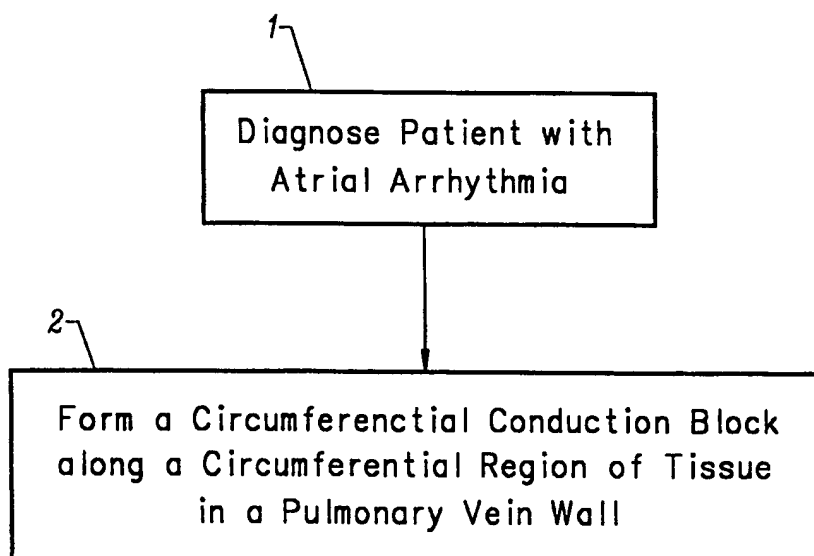 1
Diagnose Patient with
Atrial Arrhythmia
2
Form a Circumferenctial Conduction Block
along a Circumferential Region of Tissue
in a Pulmonary Vein Wall